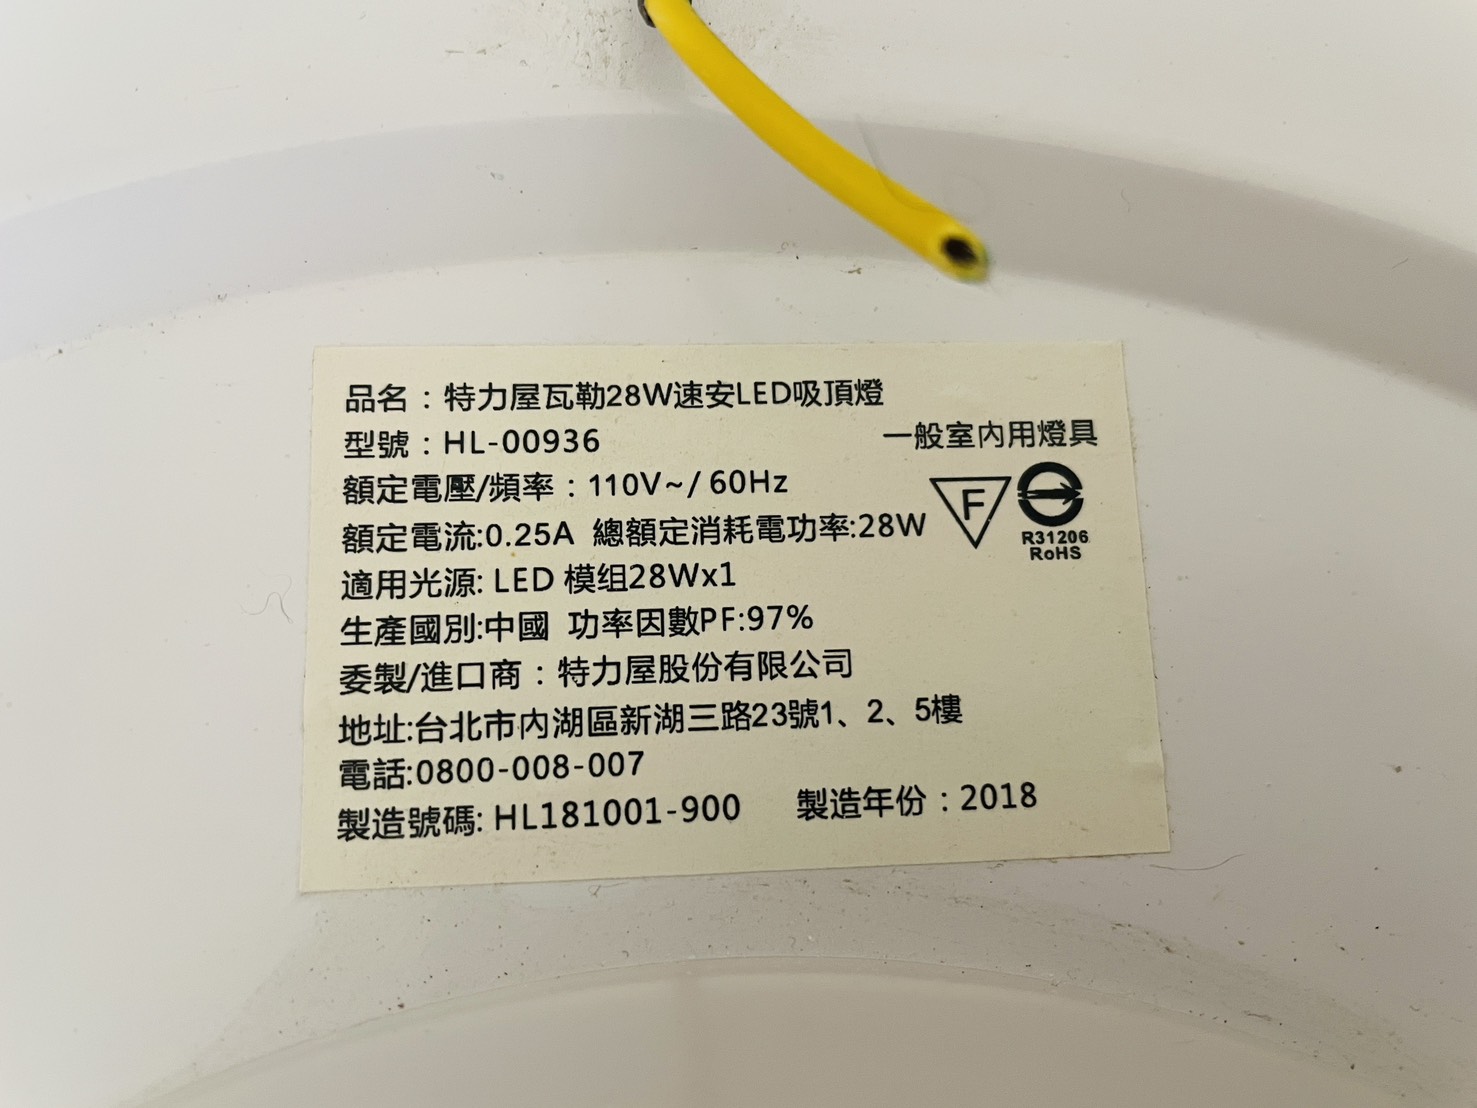 品名：特力屋瓦勒28W速安LED吸頂燈
型號：HL-00936
一般室內用燈具
額定電壓/頻率：110V~/ 60Hz
F
額定電流:0.25A 總額定消耗電功率:28W
R31206
RoHS
適用光源: LED 模组28Wx1
生產國別:中國 功率因數PF:97%
委製/進口商：特力屋股份有限公司
地址:台北市內湖區新湖三路23號1、2、5樓
電話:0800-008-007
製造號碼: HL181001-900 製造年份：2018